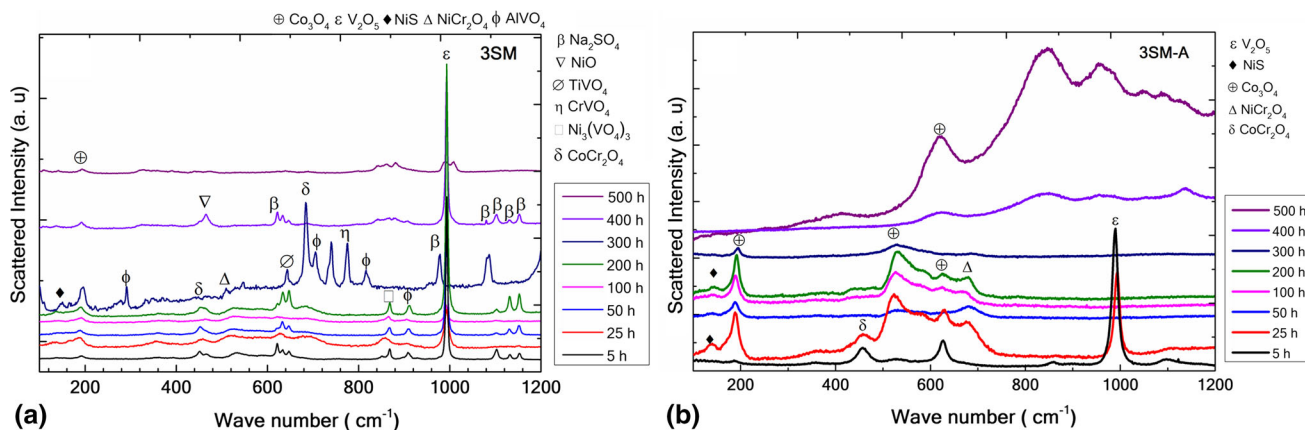 ⊕ Co3O4 ε V2O5 ♦ NiS Δ NiCr2O4 ϕ AlVO4
3SM
ε
β Na2SO4
∇ NiO
∅ TiVO4
η CrVO4
□ Ni3(VO4)3
δ CoCr2O4
Scattered Intensity (a. u)
⊕
∇
β
δ
β β β β
β
♦
ϕ
δ
Δ
∅
ϕ
η
ϕ
□
ϕ
500 h
400 h
300 h
200 h
100 h
50 h
25 h
5 h
200 400 600 800 1000 1200
Wave number ( cm-1)
(a)
3SM-A
ε V2O5
♦ NiS
⊕ Co3O4
Δ NiCr2O4
δ CoCr2O4
Scattered Intensity (a. u)
⊕
⊕
⊕
ε
♦
⊕
Δ
♦
δ
500 h
400 h
300 h
200 h
100 h
50 h
25 h
5 h
200 400 600 800 1000 1200
Wave number ( cm-1)
(b)